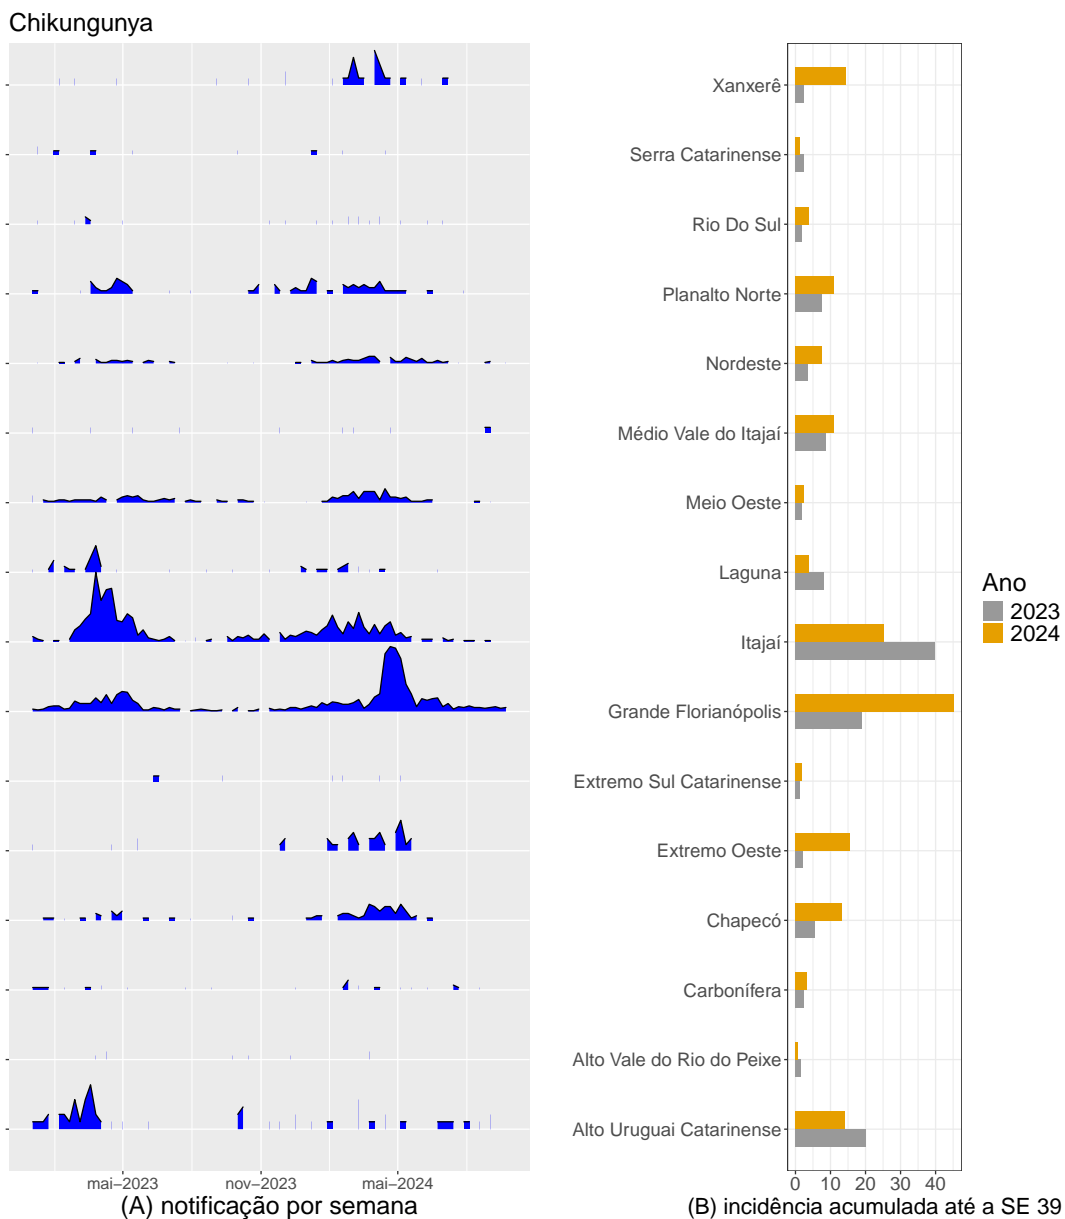 Chikungunya
Xanxerê
Serra Catarinense
Rio Do Sul
Planalto Norte
Nordeste
Médio Vale do Itajaí
Meio Oeste
Laguna
Itajaí
Grande Florianópolis
Extremo Sul Catarinense
Extremo Oeste
Chapecó
Carbonífera
Alto Vale do Rio do Peixe
Alto Uruguai Catarinense
Ano
2023
2024
mai−2023 nov−2023 mai−2024
(A) notificação por semana
0 10 20 30 40
(B) incidência acumulada até a SE 39